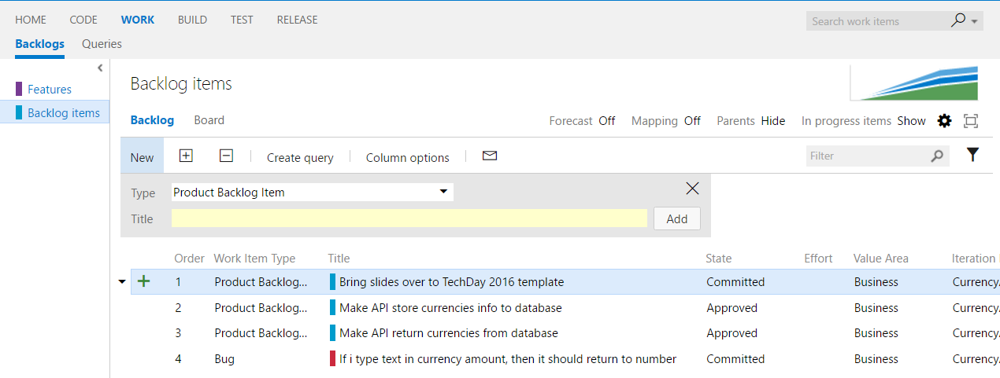 HOME CODE WORK BUILD TEST RELEASE Search work items
Backlogs Queries
Features
Backlog items
Backlog items
Backlog Board Forecast Off Mapping Off Parents Hide In progress items Show
New Create query Column options Filter
Type Product Backlog Item
Title Add
Order Work Item Type Title State Effort Value Area Iteration
1 Product Backlog... Bring slides over to TechDay 2016 template Committed Business Currency
2 Product Backlog... Make API store currencies info to database Approved Business Currency
3 Product Backlog... Make API return currencies from database Approved Business Currency
4 Bug If i type text in currency amount, then it should return to number Committed Business Currency